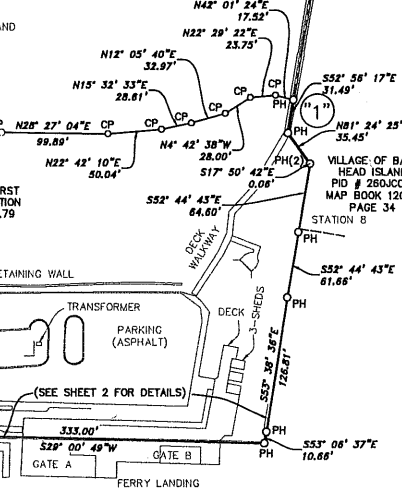 N42° 01' 24"E
17.52'
N22° 29' 22"E
23.75'
N12° 05' 40"E
32.97'
N15° 32' 33"E
28.61'
CP
CP
CP
PH
S52° 56' 17"E
31.49'
"1"
N28° 27' 04"E
99.89'
CP
CP
CP
N4° 42' 38"W
28.00'
PH
N81° 24' 25
35.45'
N22° 42' 10"E
50.04'
PH(2)
S17° 50' 42"E
0.06'
VILLAGE OF BA
HEAD ISLAN
PID # 260JCO
MAP BOOK 120
PAGE 34
RST
TION
.79
S52° 44' 43"E
64.60'
STATION 8
PH
DECK
WALKWAY
S52° 44' 43"E
61.66'
ETAINING WALL
TRANSFORMER
PARKING
(ASPHALT)
DECK
3-SHEDS
PH
S53° 38' 36"E
126.81'
(SEE SHEET 2 FOR DETAILS)
333.00'
S29° 00' 49"W
PH
PH
S53° 06' 37"E
10.66'
GATE A
GATE B
FERRY LANDING